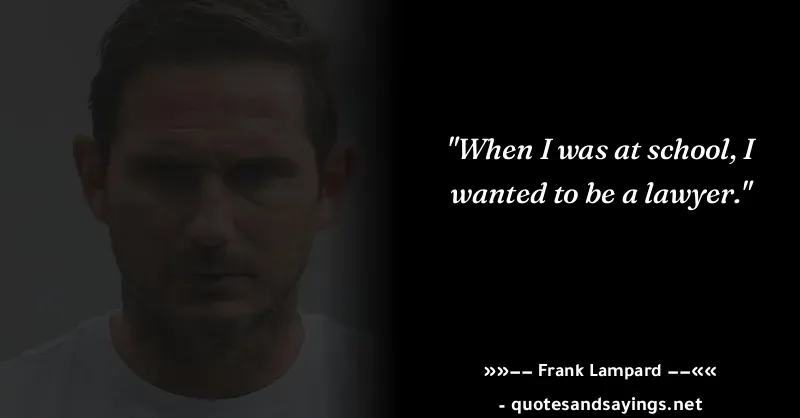 "When I was at school, I
wanted to be a lawyer."
»»−− Frank Lampard −−««
- quotesandsayings.net